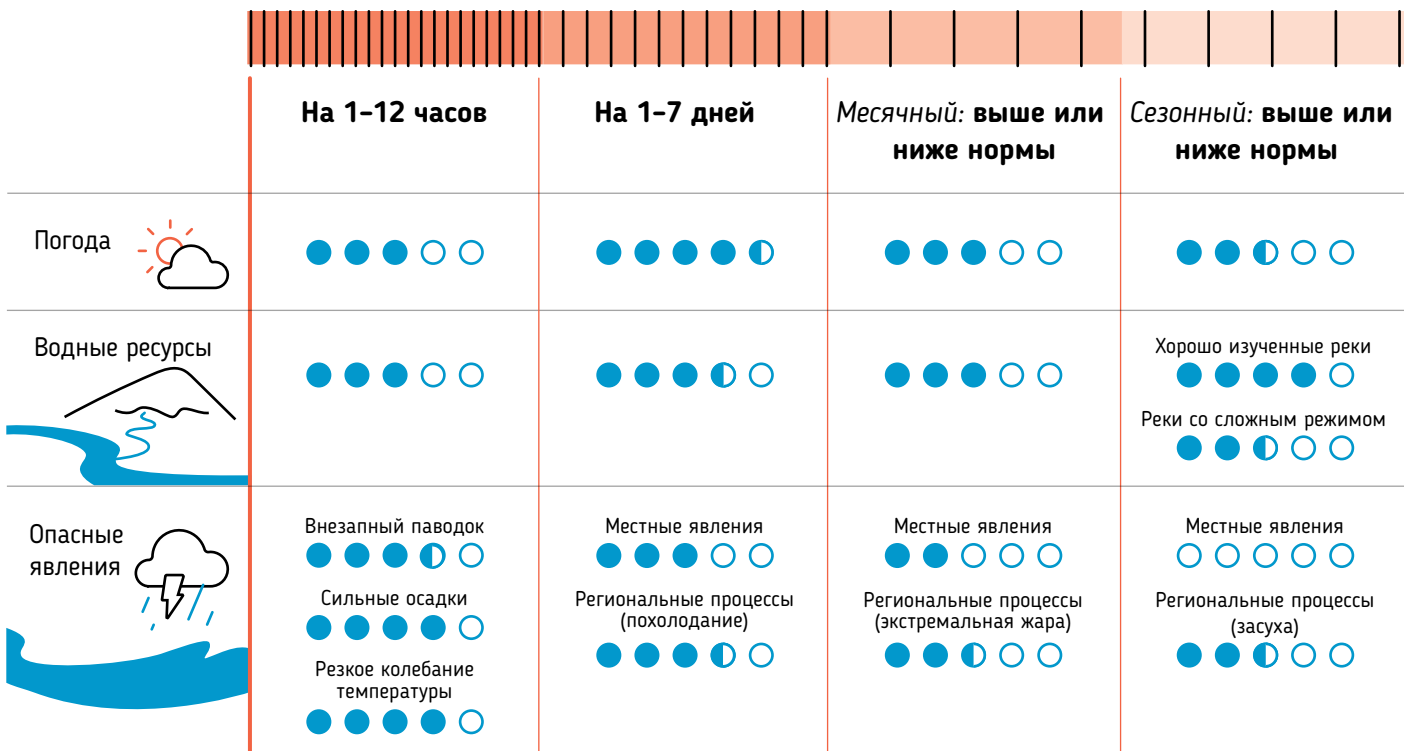 На 1–12 часов
На 1–7 дней
Месячный: выше или
ниже нормы
Сезонный: выше или
ниже нормы
Погода
Водные ресурсы
Хорошо изученные реки
Реки со сложным режимом
Опасные
явления
Внезапный паводок
Сильные осадки
Резкое колебание
температуры
Местные явления
Региональные процессы
(похолодание)
Местные явления
Региональные процессы
(экстремальная жара)
Местные явления
Региональные процессы
(засуха)